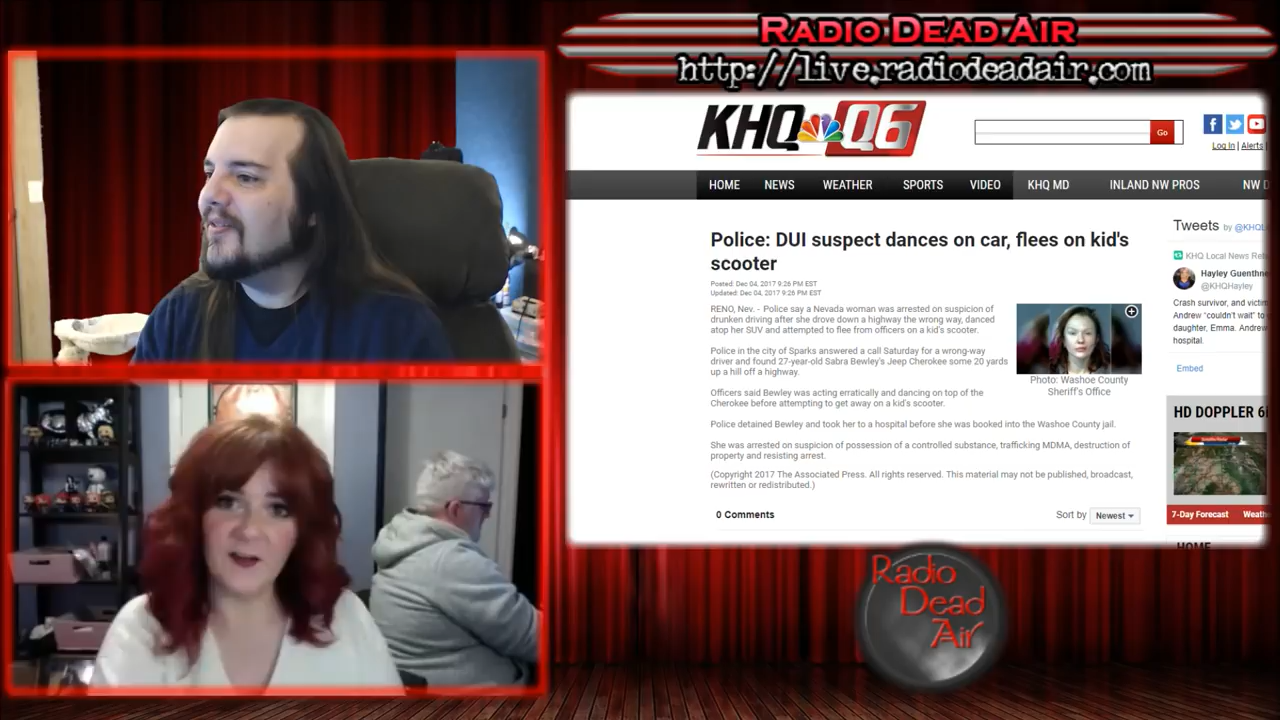 Radio Dead Air
http://live.radiodeadair.com
KHQ Q6
Go
Log In | Alerts |
HOME NEWS WEATHER SPORTS VIDEO KHQ MD INLAND NW PROS NW D
Police: DUI suspect dances on car, flees on kid's
scooter
Posted: Dec 04, 2017 9:26 PM EST
Updated: Dec 04, 2017 9:26 PM EST
RENO, Nev. - Police say a Nevada woman was arrested on suspicion of
drunken driving after she drove down a highway the wrong way, danced
atop her SUV and attempted to flee from officers on a kid's scooter.
Police in the city of Sparks answered a call Saturday for a wrong-way
driver and found 27-year-old Sabra Bewley's Jeep Cherokee some 20 yards
up a hill off a highway.
Officers said Bewley was acting erratically and dancing on top of the
Cherokee before attempting to get away on a kid's scooter.
Police detained Bewley and took her to a hospital before she was booked into the Washoe County jail.
She was arrested on suspicion of possession of a controlled substance, trafficking MDMA, destruction of
property and resisting arrest.
(Copyright 2017 The Associated Press. All rights reserved. This material may not be published, broadcast,
rewritten or redistributed.)
Photo: Washoe County
Sheriff's Office
0 Comments
Sort by Newest
Tweets by @KHQL
KHQ Local News Ret
Hayley Guenthne
@KHQHayley
Crash survivor, and victim
Andrew "couldn't wait" to
daughter, Emma. Andrew
hospital.
Embed
HD DOPPLER 6i
7-Day Forecast Weath
HOME
Radio
Dead
Air